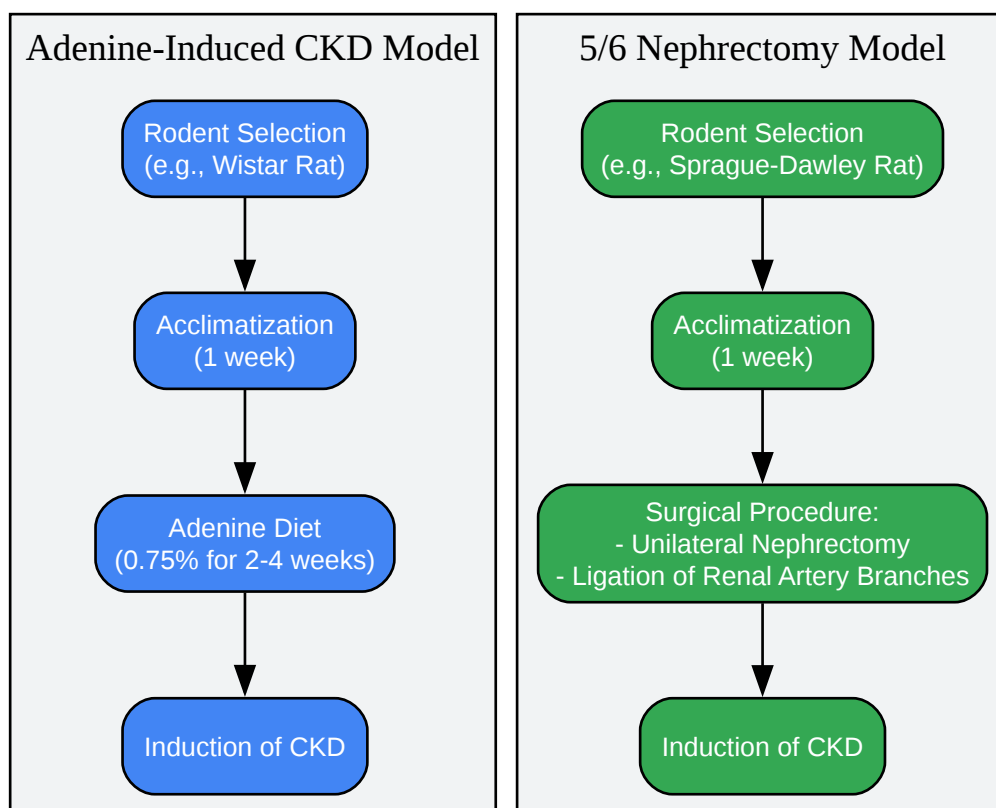 Adenine-Induced CKD Model
Rodent Selection
(e.g., Wistar Rat)
Acclimatization
(1 week)
Adenine Diet
(0.75% for 2-4 weeks)
Induction of CKD
5/6 Nephrectomy Model
Rodent Selection
(e.g., Sprague-Dawley Rat)
Acclimatization
(1 week)
Surgical Procedure:
- Unilateral Nephrectomy
- Ligation of Renal Artery Branches
Induction of CKD